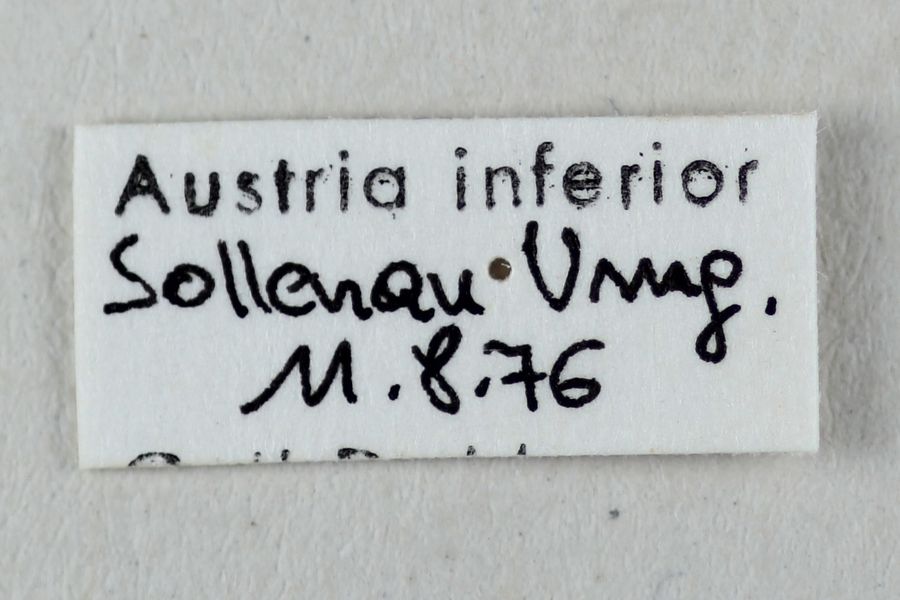 Austria inferior
Sollenau Umg.
11.8.76